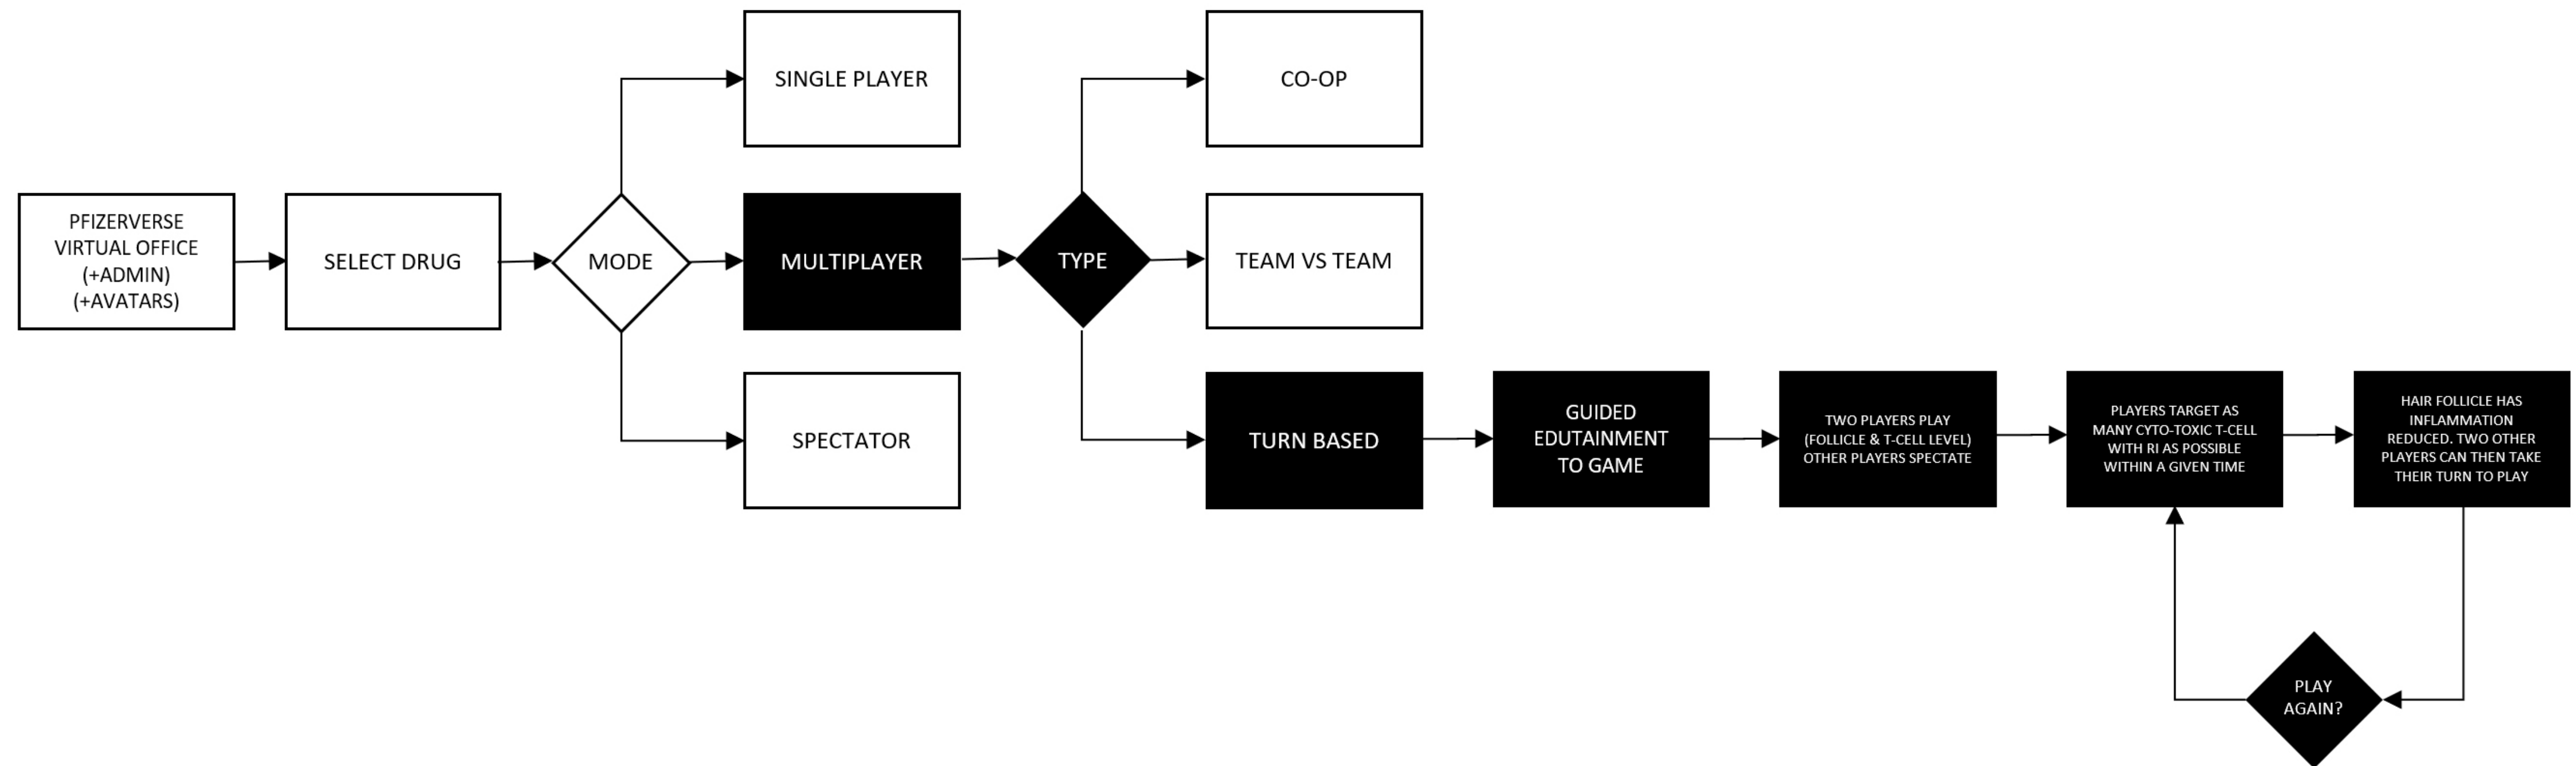 SINGLE PLAYER
CO-OP
PFIZERVERSE
VIRTUAL OFFICE
(+ADMIN)
(+AVATARS)
SELECT DRUG
MODE
MULTIPLAYER
TYPE
TEAM VS TEAM
SPECTATOR
TURN BASED
GUIDED
EDUTAINMENT
TO GAME
TWO PLAYERS PLAY
(FOLLICLE & T-CELL LEVEL)
OTHER PLAYERS SPECTATE
PLAYERS TARGET AS
MANY CYTO-TOXIC T-CELL
WITH RI AS POSSIBLE
WITHIN A GIVEN TIME
HAIR FOLLICLE HAS
INFLAMMATION
REDUCED. TWO OTHER
PLAYERS CAN THEN TAKE
THEIR TURN TO PLAY
PLAY
AGAIN?